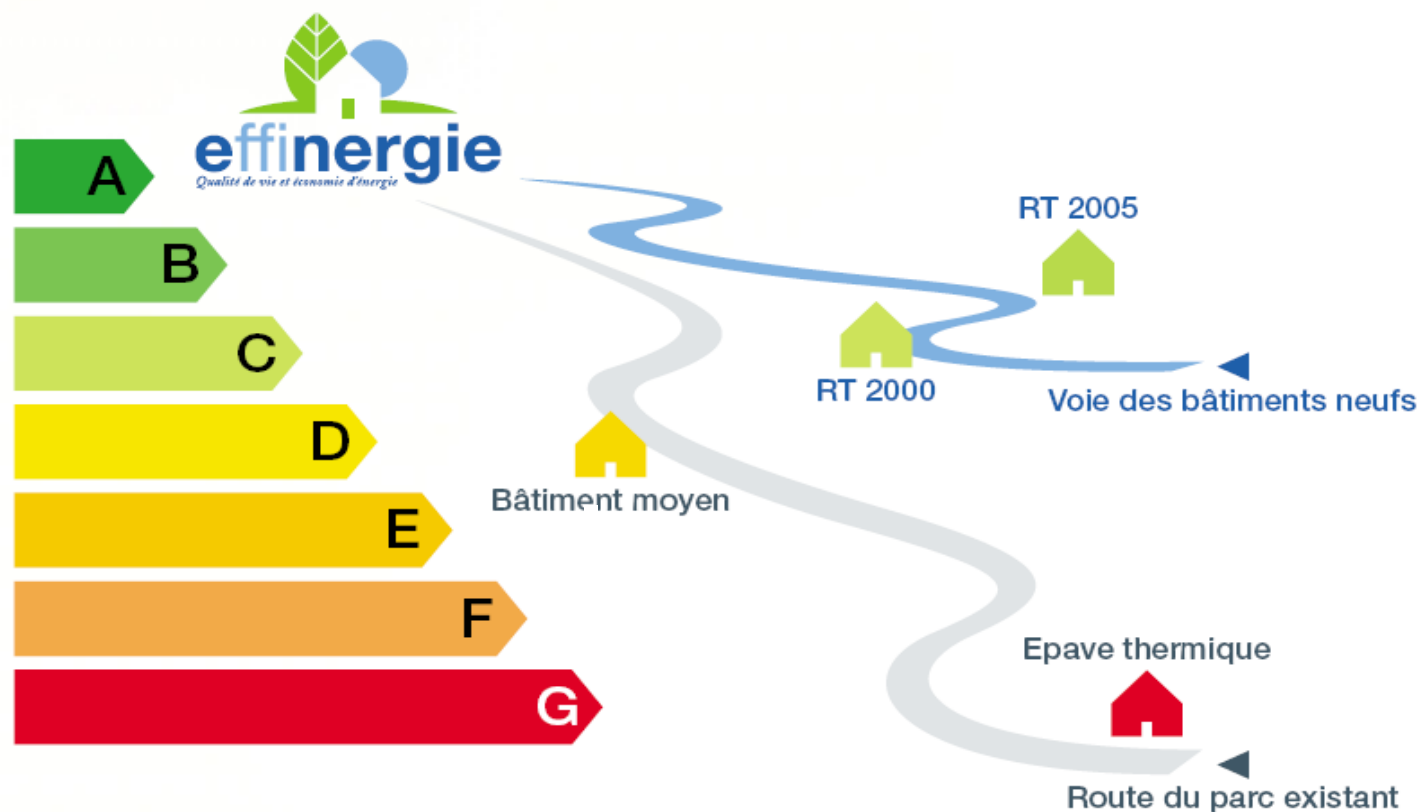 effinergie
Qualité de vie et économie d'énergie
A
B
C
D
E
F
G
RT 2005
RT 2000
Voie des bâtiments neufs
Bâtiment moyen
Epave thermique
Route du parc existant